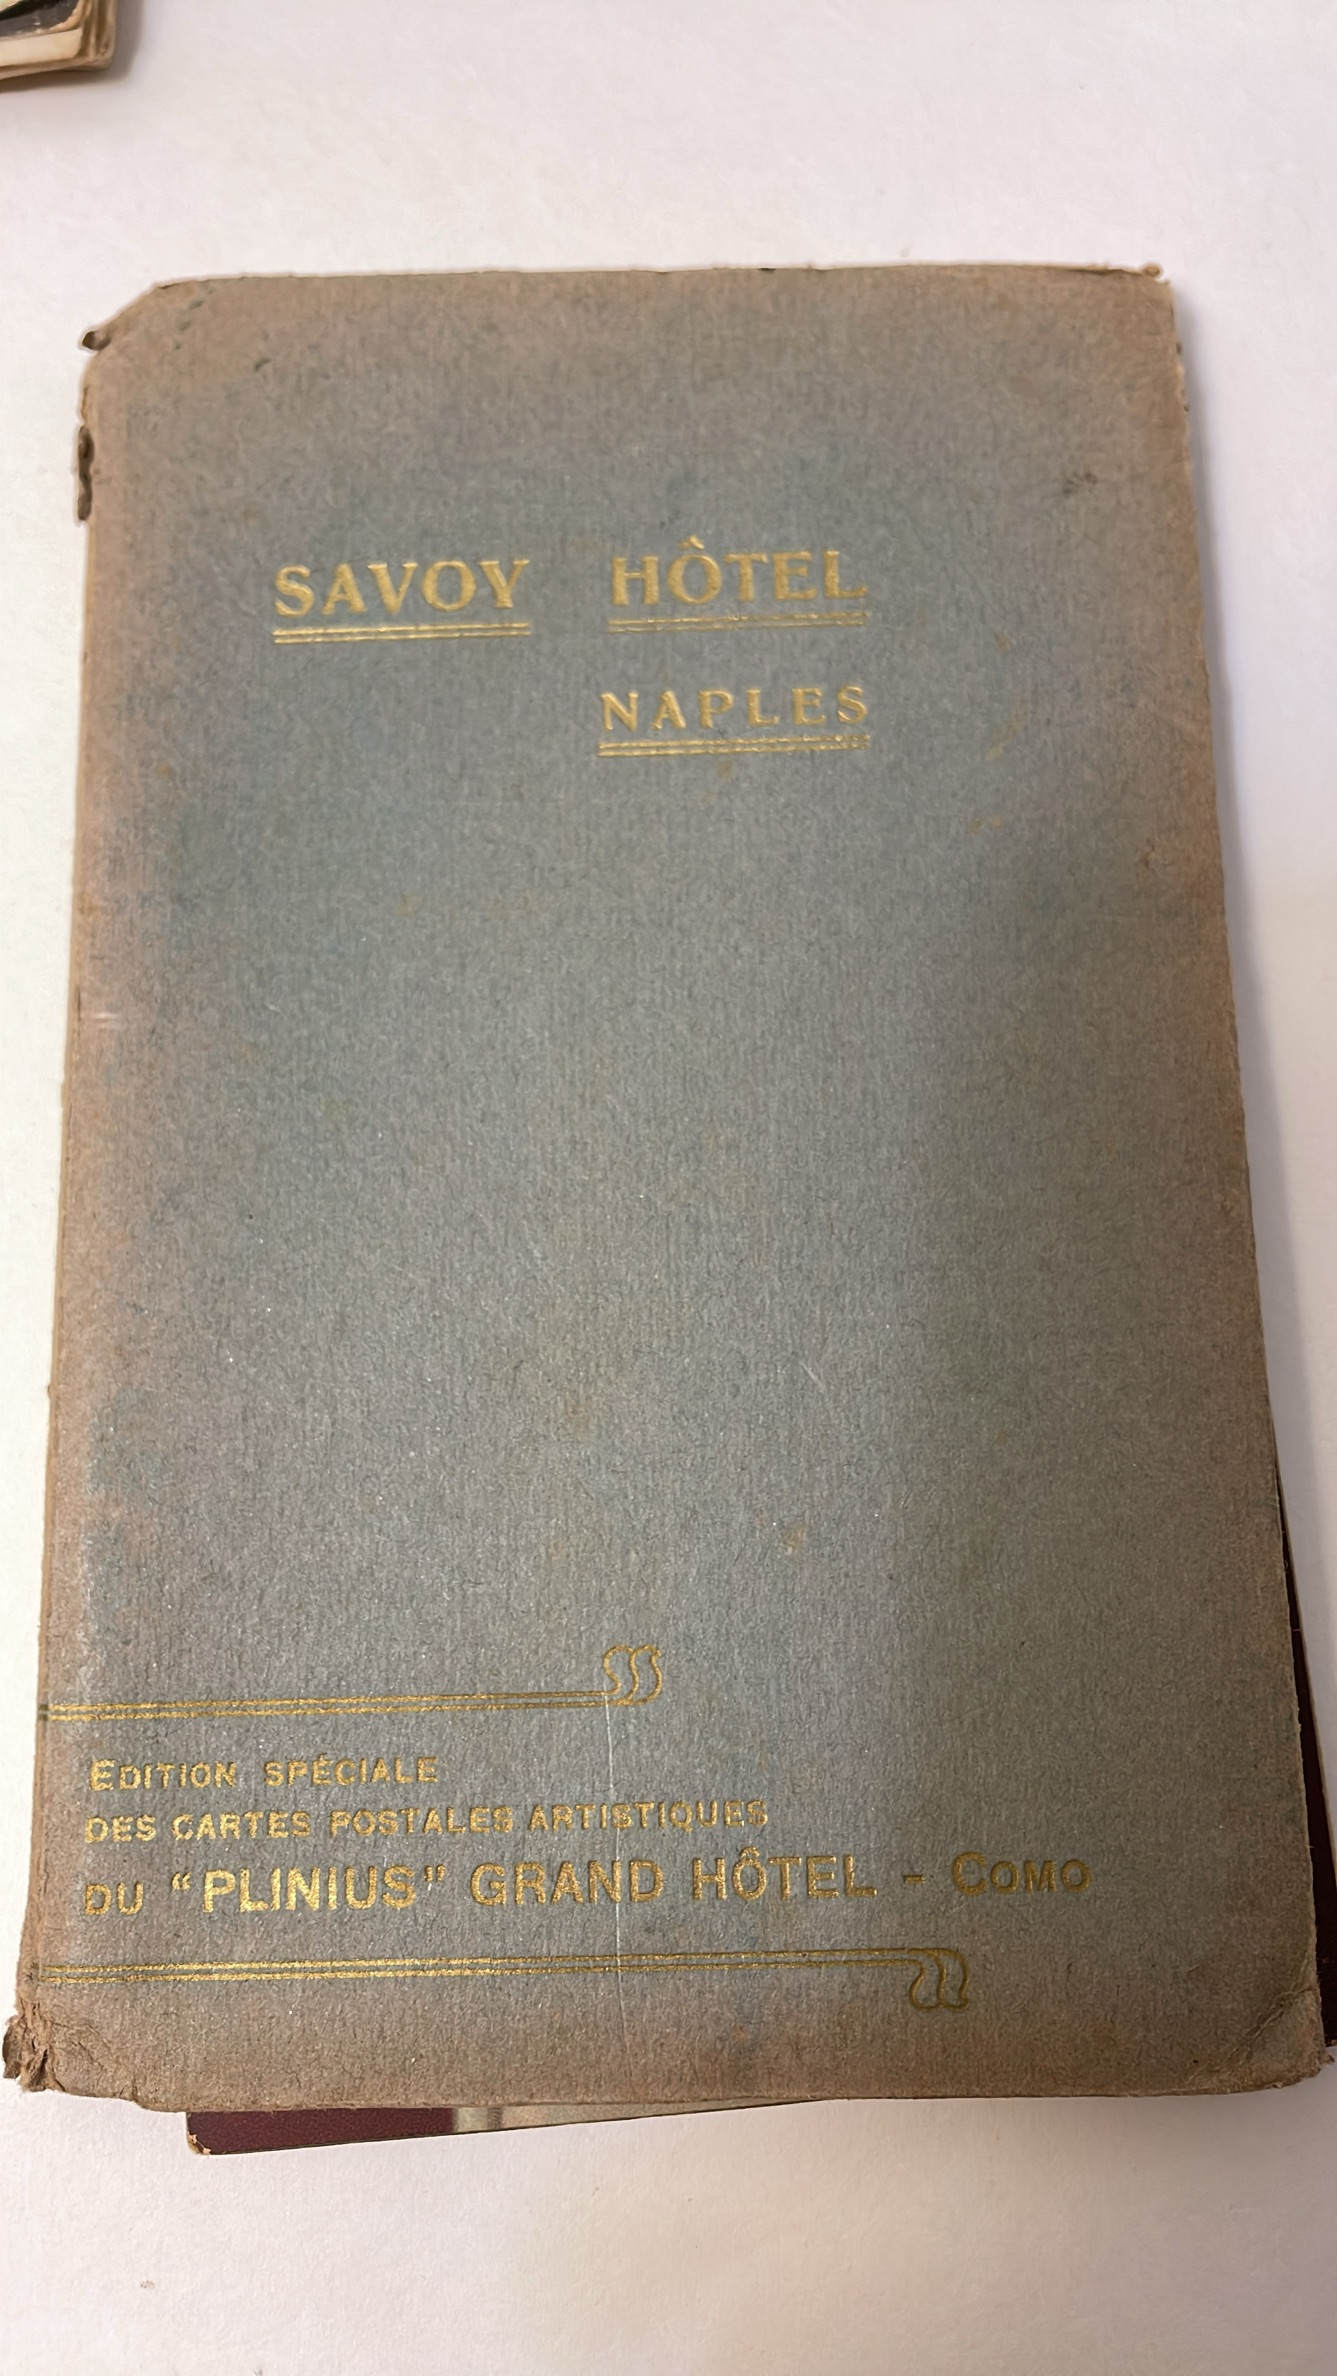 SAVOY HÔTEL
NAPLES
EDITION SPÉCIALE
DES CARTES POSTALES ARTISTIQUES
DU “PLINIUS” GRAND HÔTEL - COMO